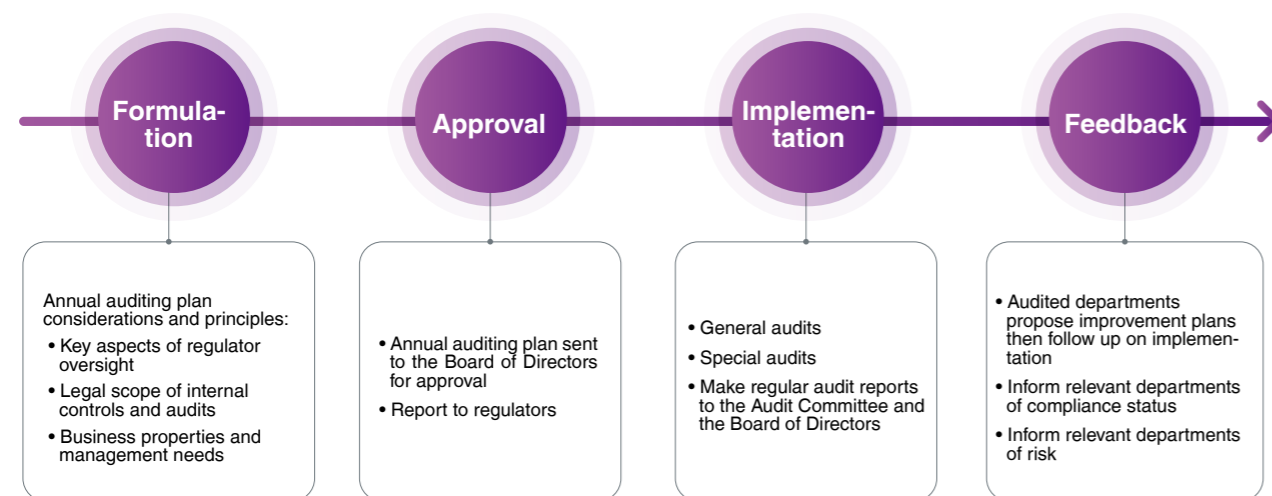 Formula-
tion
Approval
Implemen-
tation
Feedback
Annual auditing plan
considerations and principles:
• Key aspects of regulator
oversight
• Legal scope of internal
controls and audits
• Business properties and
management needs
• Annual auditing plan sent
to the Board of Directors
for approval
• Report to regulators
• General audits
• Special audits
• Make regular audit reports
to the Audit Committee and
the Board of Directors
• Audited departments
propose improvement plans
then follow up on implemen-
tation
• Inform relevant departments
of compliance status
• Inform relevant departments
of risk